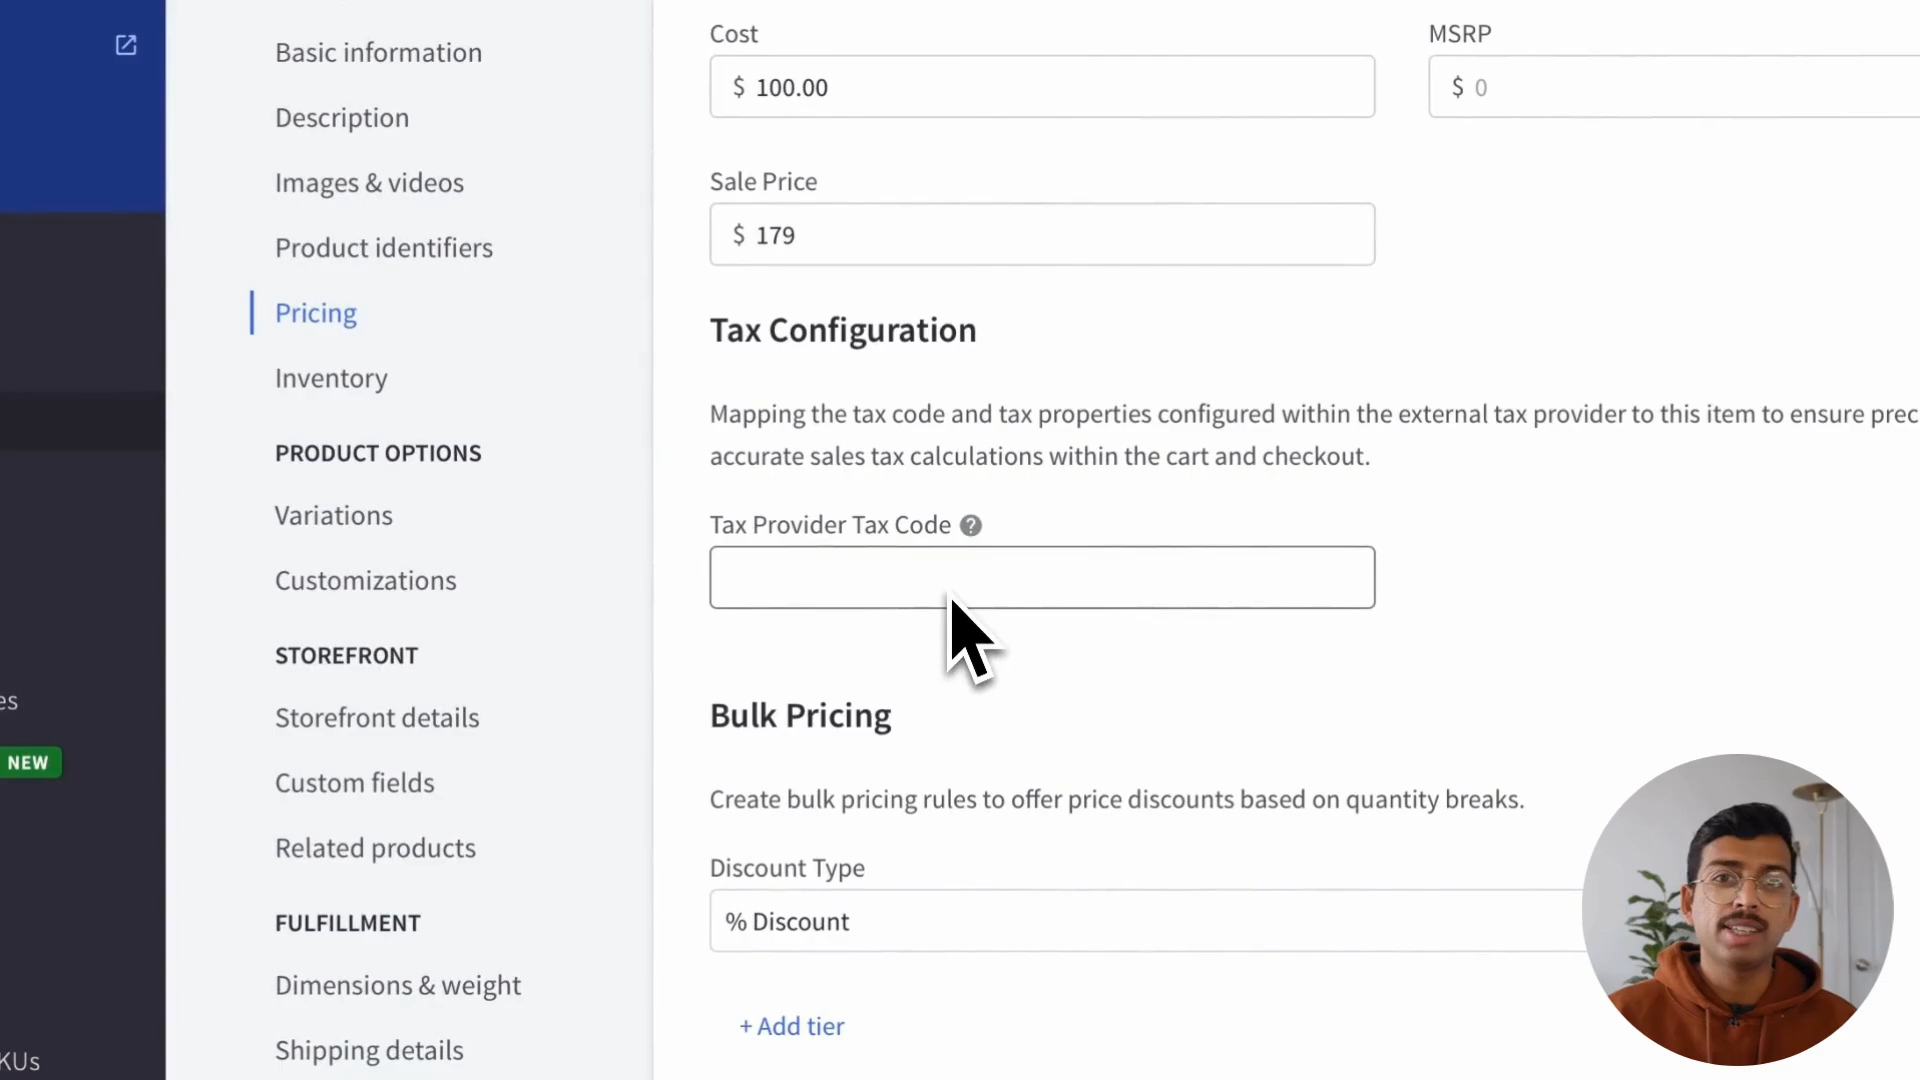 Basic information
Description
Images & videos
Product identifiers
Pricing
Inventory
PRODUCT OPTIONS
Variations
Customizations
STOREFRONT
Storefront details
Custom fields
Related products
FULFILLMENT
Dimensions & weight
Shipping details
es
NEW
KUs
Cost
$ 100.00
MSRP
$ 0
Sale Price
$ 179
Tax Configuration
Mapping the tax code and tax properties configured within the external tax provider to this item to ensure prec
accurate sales tax calculations within the cart and checkout.
Tax Provider Tax Code ?
Bulk Pricing
Create bulk pricing rules to offer price discounts based on quantity breaks.
Discount Type
% Discount
+ Add tier